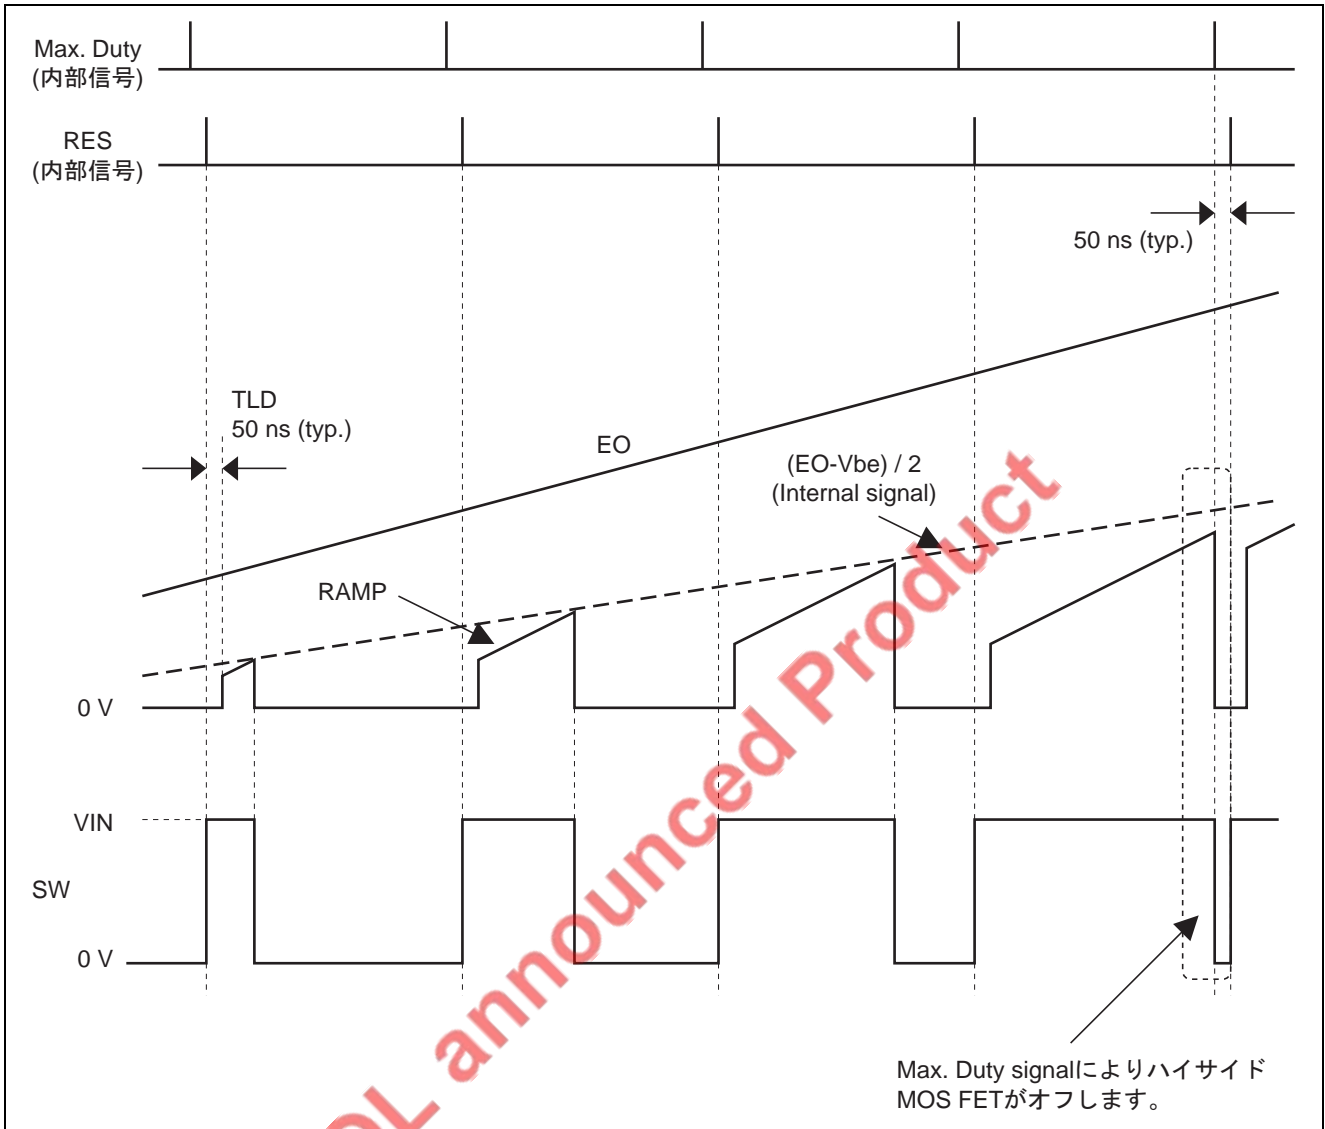 Max. Duty
(内部信号)
RES
(内部信号)
50 ns (typ.)
TLD
50 ns (typ.)
EO
(EO-Vbe) / 2
(Internal signal)
RAMP
0 V
VIN
SW
0 V
Max. Duty signalによりハイサイド
MOS FETがオフします。
OL announced Product